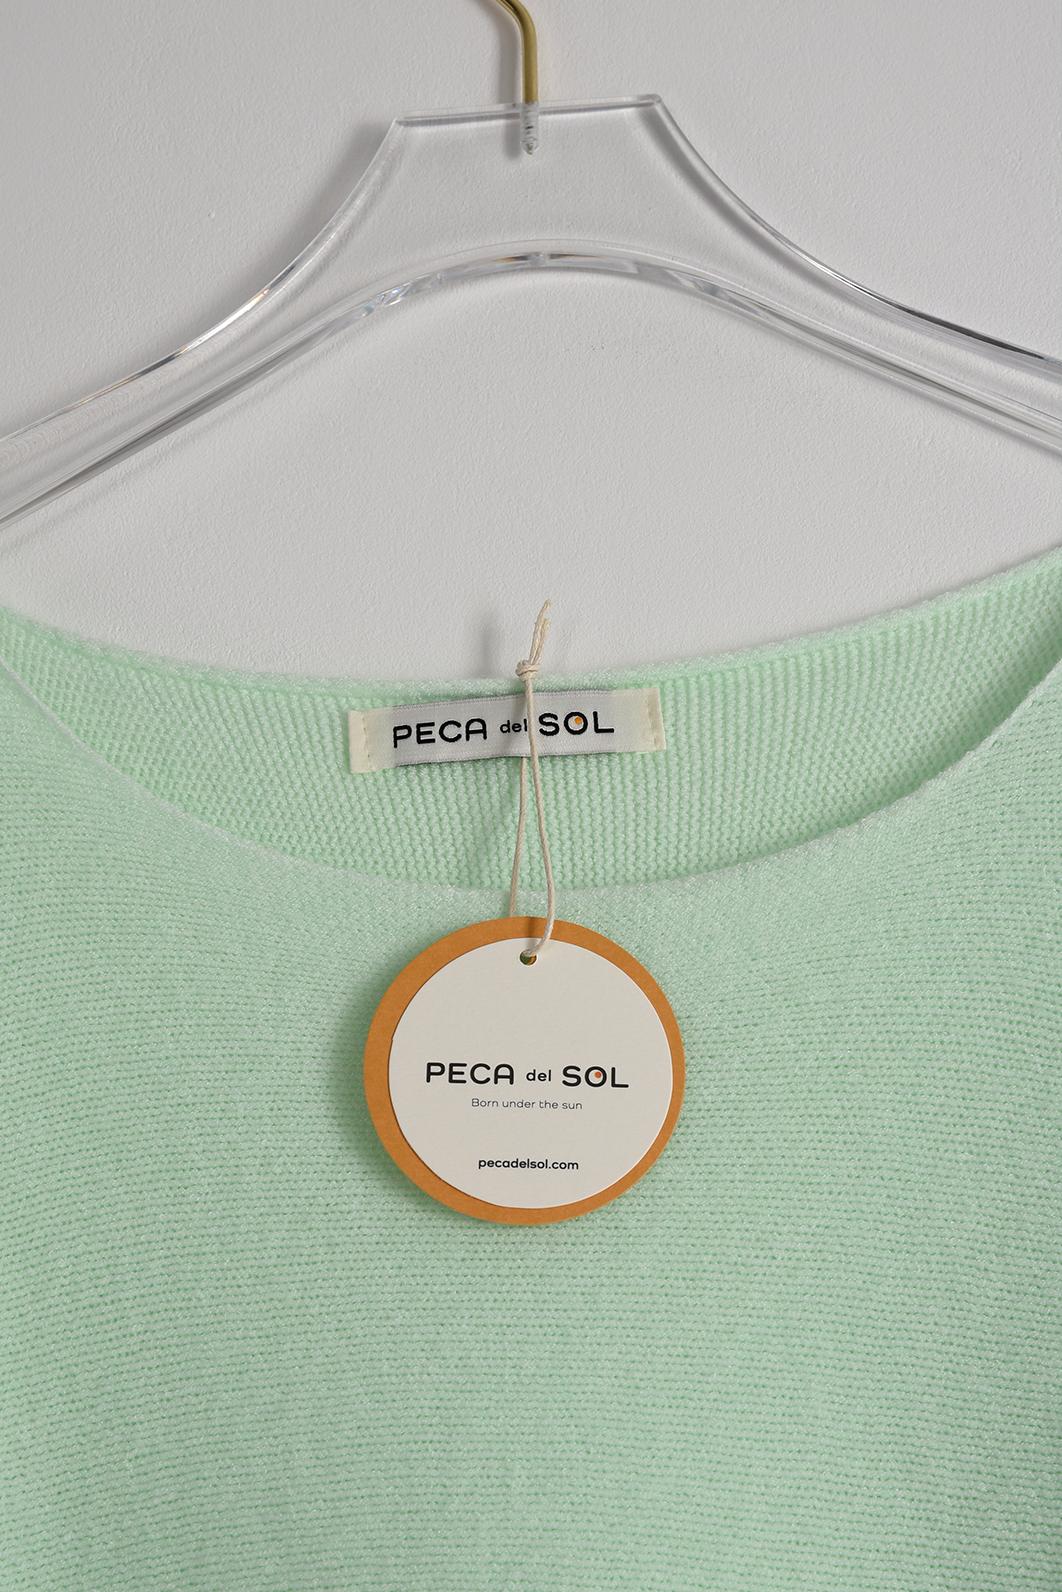 PECA del SOL
PECA del SOL
Born under the sun
pecadelsol.com